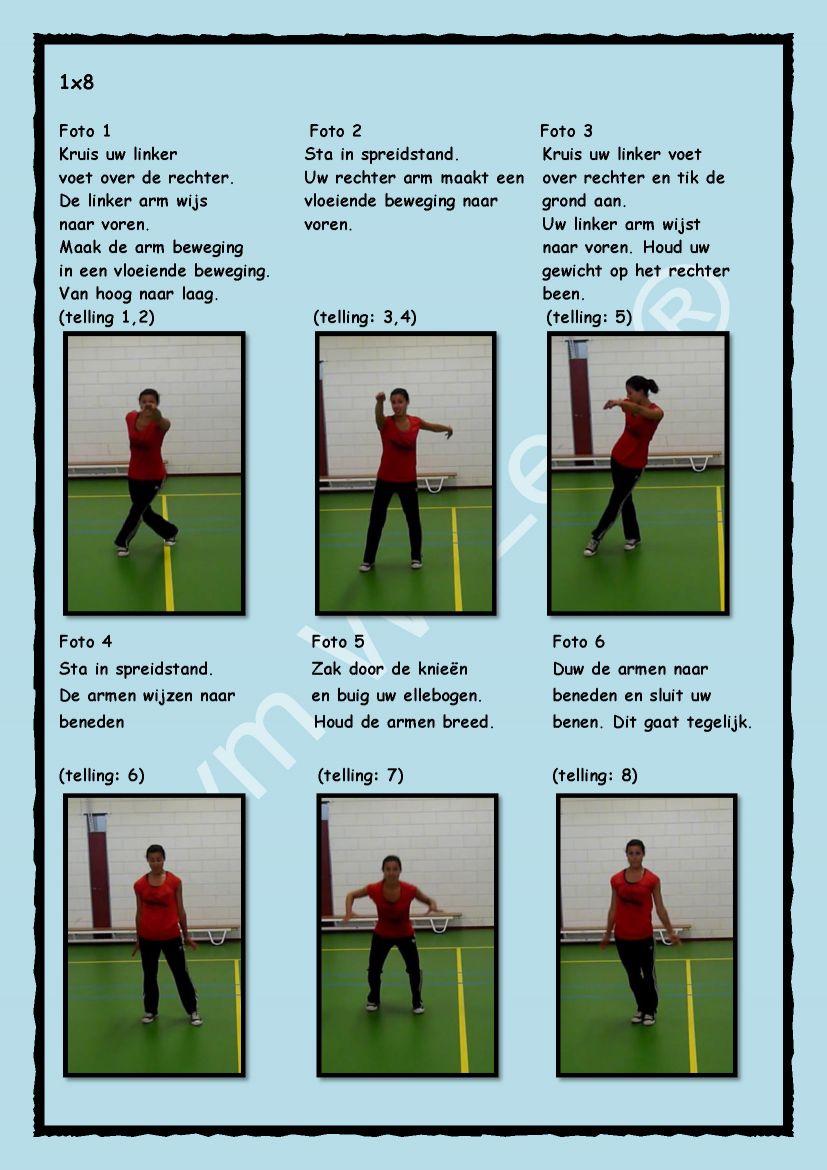 1x8
Foto 1
Kruis uw linker
voet over de rechter.
De linker arm wijs
naar voren.
Maak de arm beweging
in een vloeiende beweging.
Van hoog naar laag.
(telling 1,2)
Foto 2
Sta in spreidstand.
Uw rechter arm maakt een
vloeiende beweging naar
voren.
(telling: 3,4)
Foto 3
Kruis uw linker voet
over rechter en tik de
grond aan.
Uw linker arm wijst
naar voren. Houd uw
gewicht op het rechter
been.
(telling: 5)
Foto 4
Sta in spreidstand.
De armen wijzen naar
beneden
(telling: 6)
Foto 5
Zak door de knieën
en buig uw ellebogen.
Houd de armen breed.
(telling: 7)
Foto 6
Duw de armen naar
beneden en sluit uw
benen. Dit gaat tegelijk.
(telling: 8)